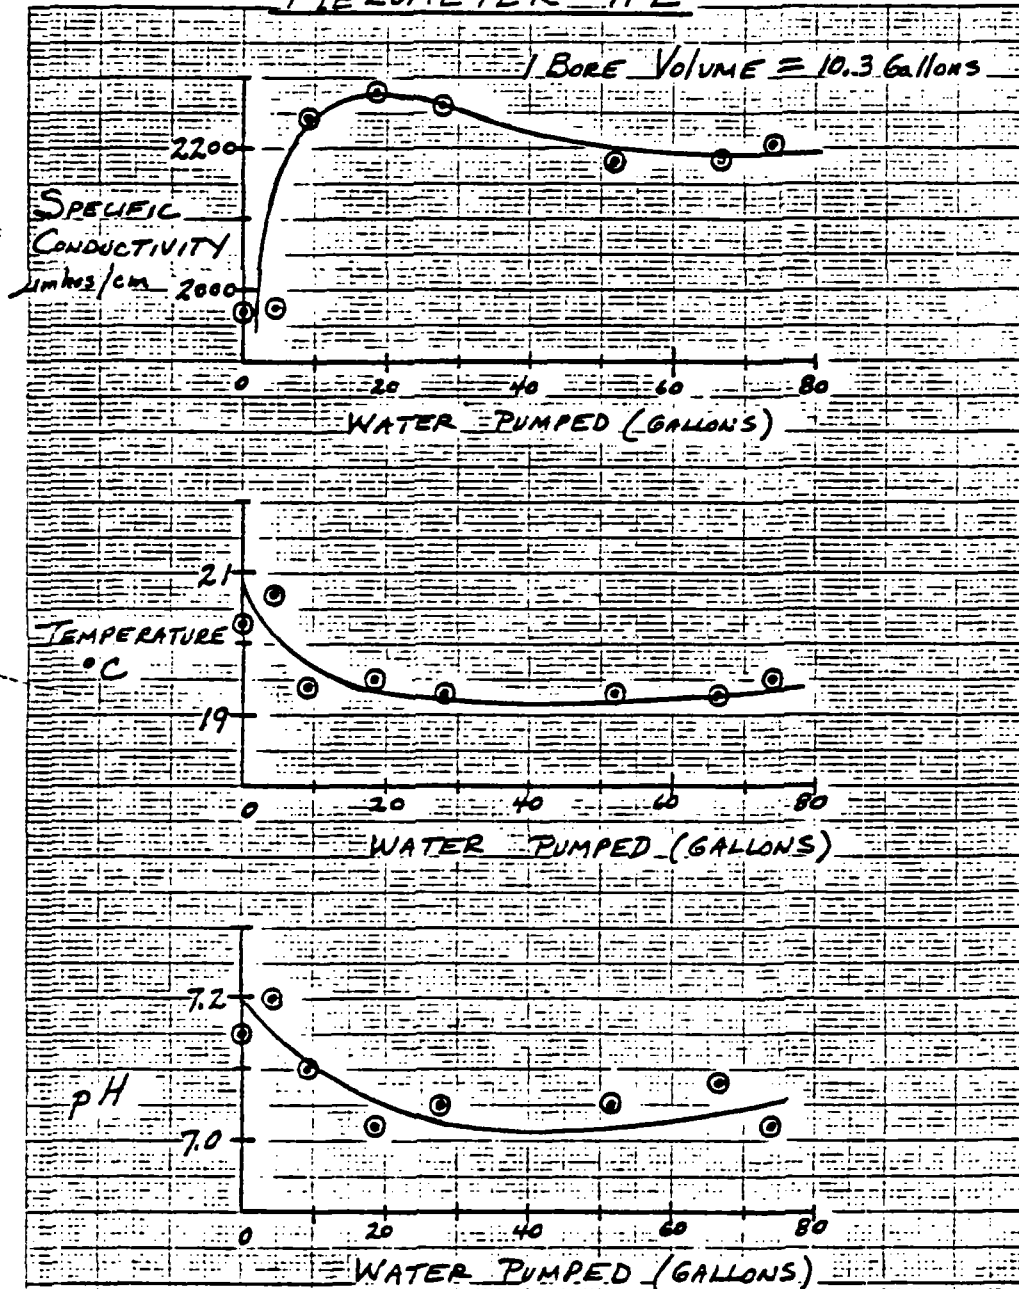 1 BORE VOLUME = 10.3 Gallons
2200
SPECIFIC
CONDUCTIVITY
µmhos/cm
2000
0 20 40 60 80
WATER PUMPED (GALLONS)
21
TEMPERATURE
°C
19
0 20 40 60 80
WATER PUMPED (GALLONS)
7.2
pH
7.0
0 20 40 60 80
WATER PUMPED (GALLONS)